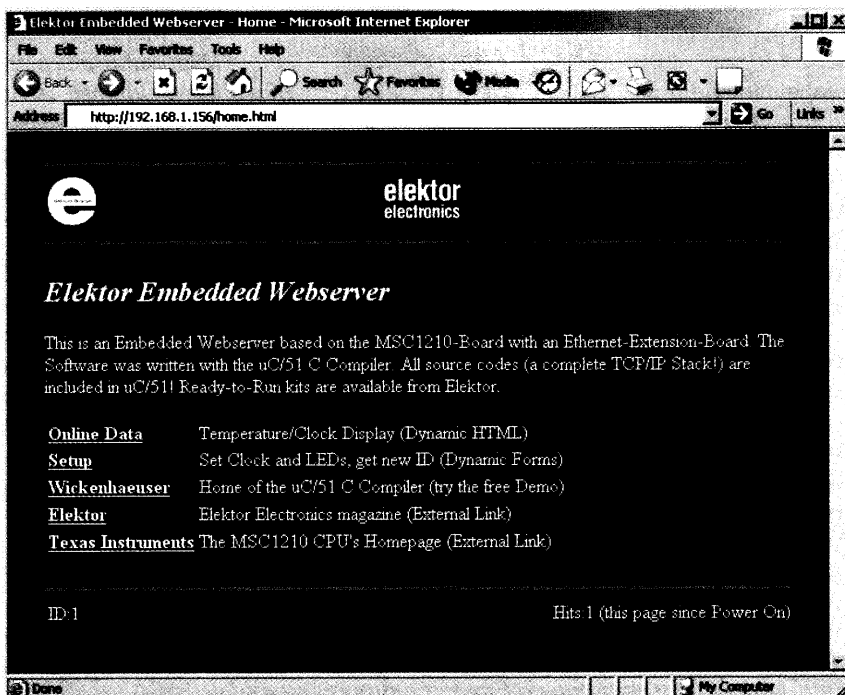 Elektor Embedded Webserver - Home - Microsoft Internet Explorer
File Edit View Favorites Tools Help
Back Search Favorites Media
Address http://192.168.1.156/home.html Go Links »
e
elektor
electronics
Elektor Embedded Webserver
This is an Embedded Webserver based on the MSC1210-Board with an Ethernet-Extension-Board. The
Software was written with the uC/51 C Compiler. All source codes (a complete TCP/IP Stack!) are
included in uC/51! Ready-to-Run kits are available from Elektor.
Online Data Temperature/Clock Display (Dynamic HTML)
Setup Set Clock and LEDs, get new ID (Dynamic Forms)
Wickenhaeuser Home of the uC/51 C Compiler (try the free Demo)
Elektor Elektor Electronics magazine (External Link)
Texas Instruments The MSC1210 CPU's Homepage (External Link)
ID:1 Hits:1 (this page since Power On)
Done My Computer